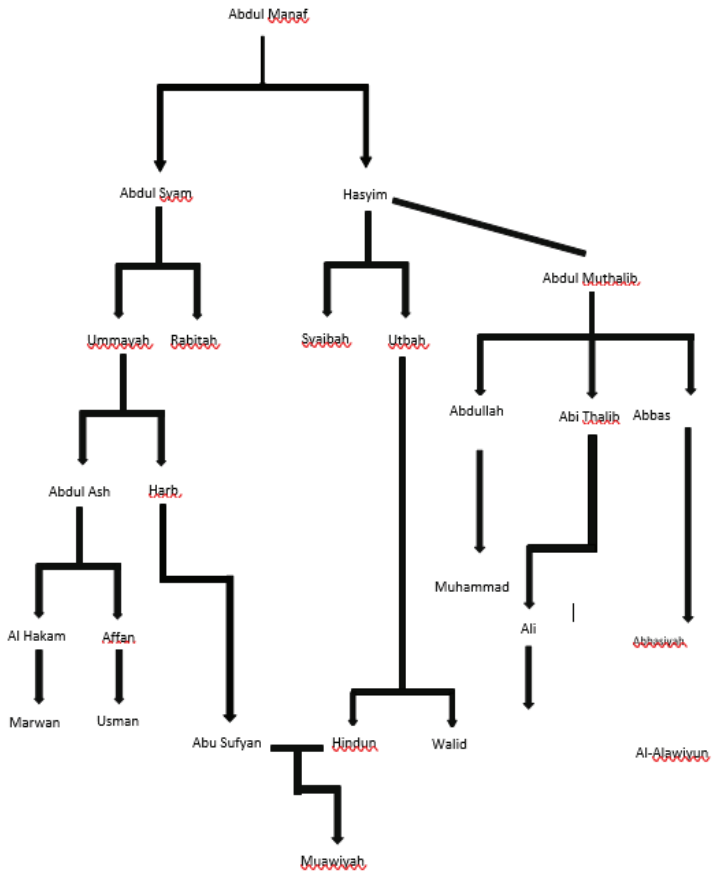 Abdul Manaf
Abdul Syam
Hasyim
Abdul Muthalib
Ummayah
Rabitah
Syaibah
Utbah
Abdullah
Abi Thalib
Abbas
Abdul Ash
Harb
Muhammad
Ali
Abbasiyah
Al Hakam
Affan
Marwan
Usman
Abu Sufyan
Hindun
Walid
Al-Alawiyun
Muawiyah